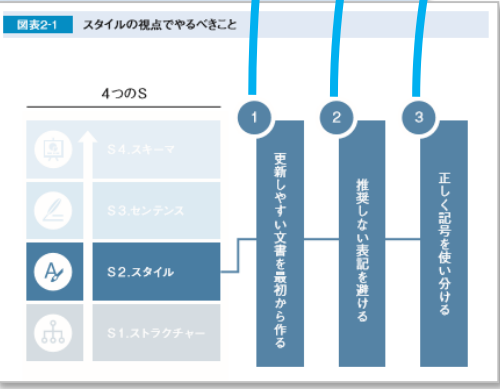 図表2-1 スタイルの視点でやるべきこと
4つのS
S4.スキーマ
S3.センテンス
S2.スタイル
S1.ストラクチャー
1
更新しやすい文書を最初から作る
2
推奨しない表記を避ける
3
正しく記号を使い分ける